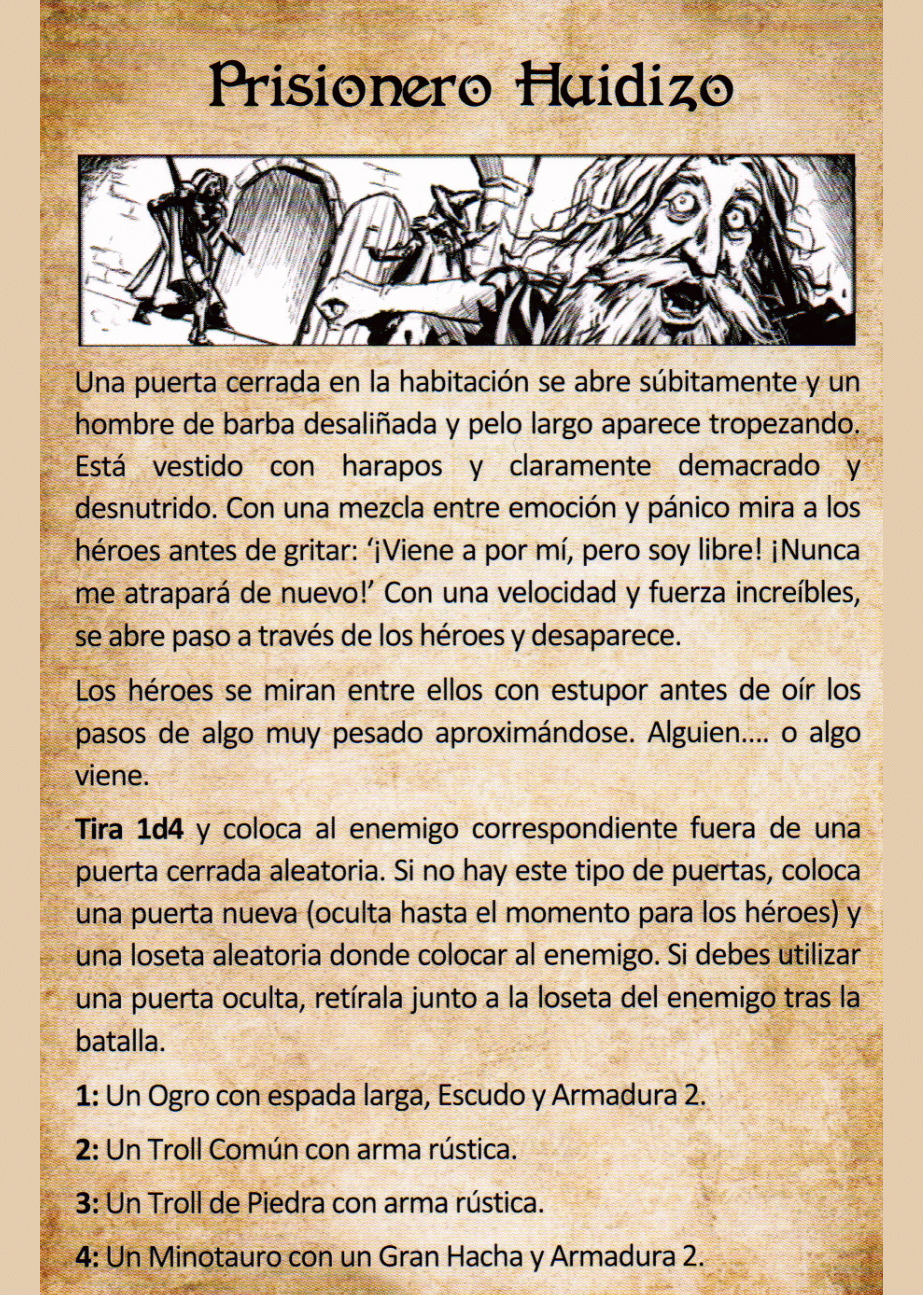 Prisionero Huidizo
Una puerta cerrada en la habitación se abre súbitamente y un
hombre de barba desaliñada y pelo largo aparece tropezando.
Está vestido con harapos y claramente demacrado y
desnutrido. Con una mezcla entre emoción y pánico mira a los
héroes antes de gritar: ‘¡Viene a por mí, pero soy libre! ¡Nunca
me atrapará de nuevo!’ Con una velocidad y fuerza increíbles,
se abre paso a través de los héroes y desaparece.
Los héroes se miran entre ellos con estupor antes de oír los
pasos de algo muy pesado aproximándose. Alguien.... o algo
viene.
Tira 1d4 y coloca al enemigo correspondiente fuera de una
puerta cerrada aleatoria. Si no hay este tipo de puertas, coloca
una puerta nueva (oculta hasta el momento para los héroes) y
una loseta aleatoria donde colocar al enemigo. Si debes utilizar
una puerta oculta, retírala junto a la loseta del enemigo tras la
batalla.
1: Un Ogro con espada larga, Escudo y Armadura 2.
2: Un Troll Común con arma rústica.
3: Un Troll de Piedra con arma rústica.
4: Un Minotauro con un Gran Hacha y Armadura 2.